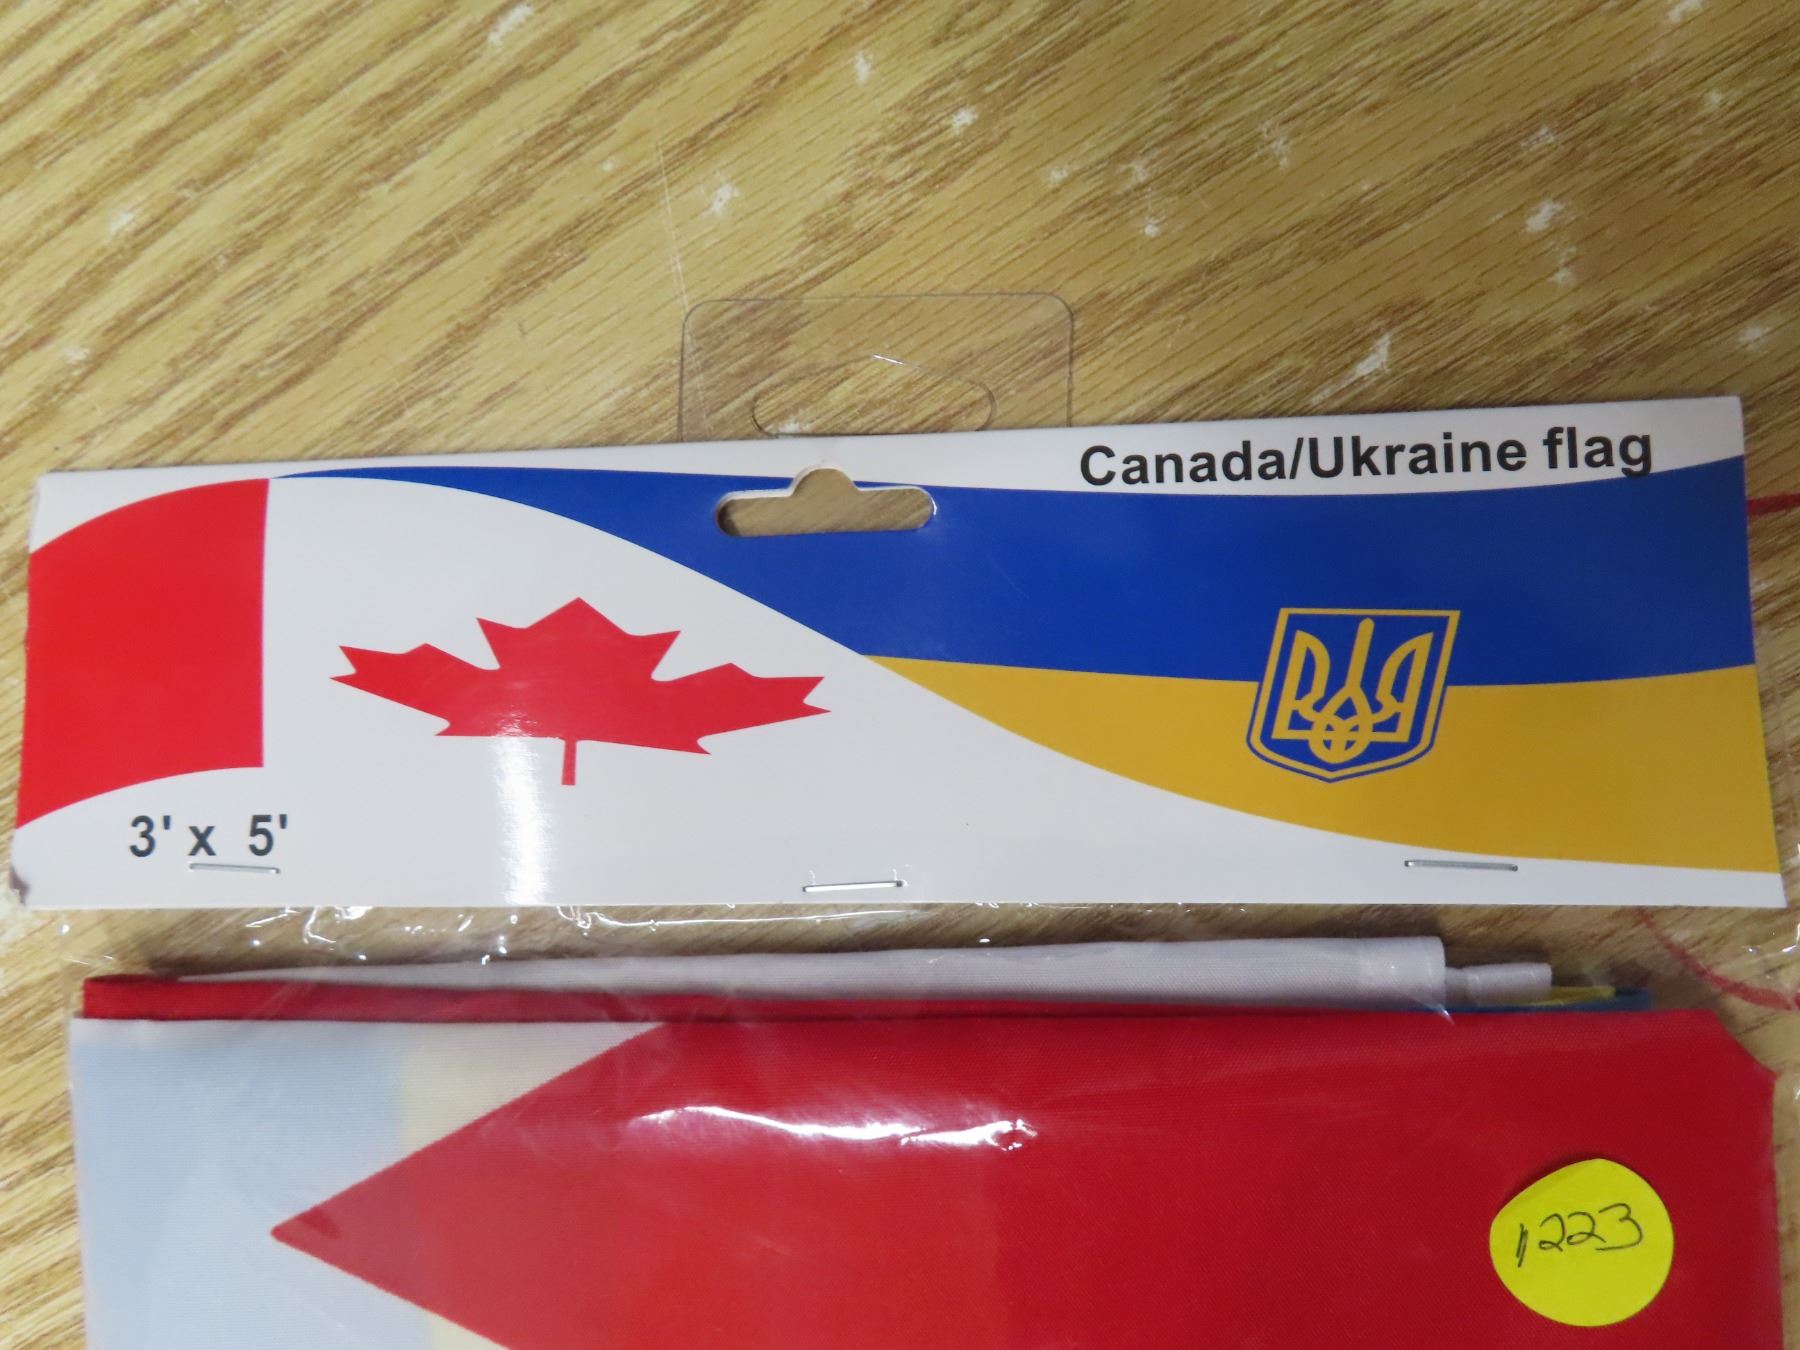 Canada/Ukraine flag
3' x 5'
1223